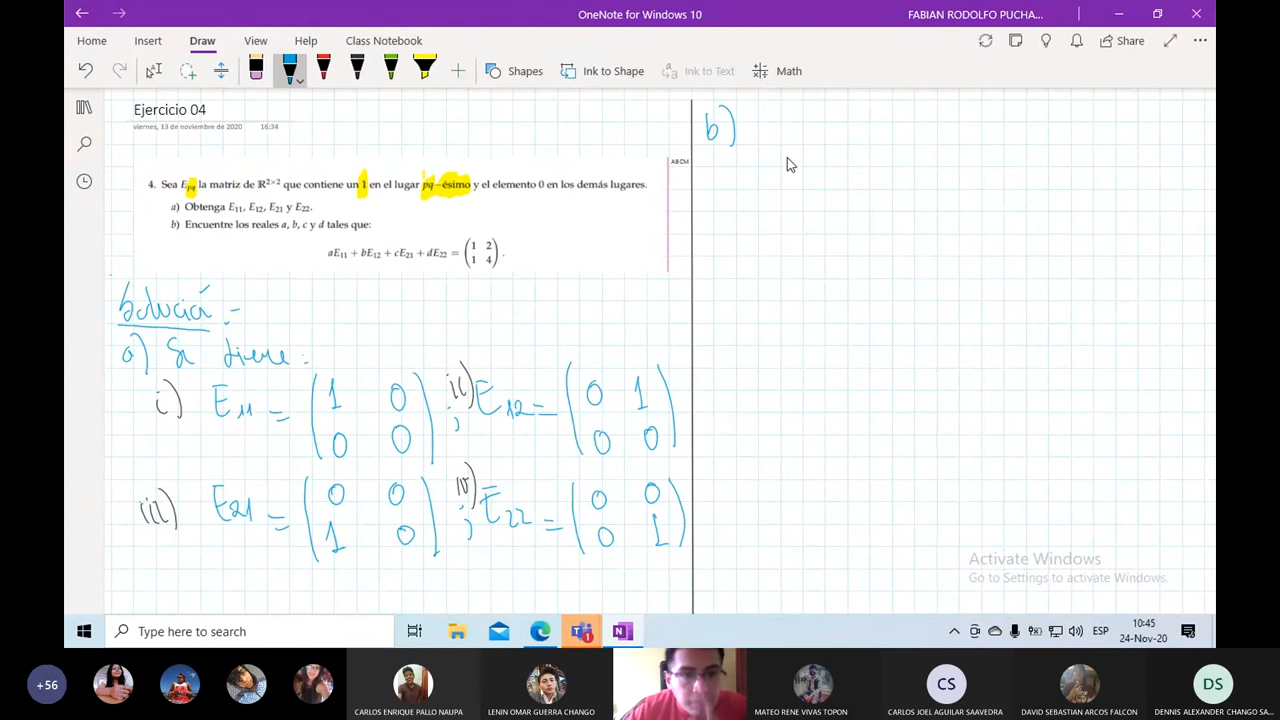 OneNote for Windows 10
FABIAN RODOLFO PUCHA...
Home Insert Draw View Help Class Notebook
Share
Shapes Ink to Shape Ink to Text Math
Ejercicio 04
viernes, 13 de noviembre de 2020 16:34
ABCM
4. Sea E_pq la matriz de ℝ^2×2 que contiene un 1 en el lugar pq−ésimo y el elemento 0 en los demás lugares.
a) Obtenga E₁₁, E₁₂, E₂₁ y E₂₂.
b) Encuentre los reales a, b, c y d tales que:
aE₁₁ + bE₁₂ + cE₂₁ + dE₂₂ = (1 2
1 4).
Solución :-
a) Se tiene :
i) E₁₁ = (1 0
0 0) ; ii) E₁₂ = (0 1
0 0)
iii) E₂₁ = (0 0
1 0) ; iv) E₂₂ = (0 0
0 1)
b)
Activate Windows
Go to Settings to activate Windows.
Type here to search
ESP
10:45
24-Nov-20
+56
CARLOS ENRIQUE PALLO NAUPA
LENIN OMAR GUERRA CHANGO
MATEO RENE VIVAS TOPON
CS
CARLOS JOEL AGUILAR SAAVEDRA
DAVID SEBASTIAN ARCOS FALCON
DS
DENNIS ALEXANDER CHANGO SA...